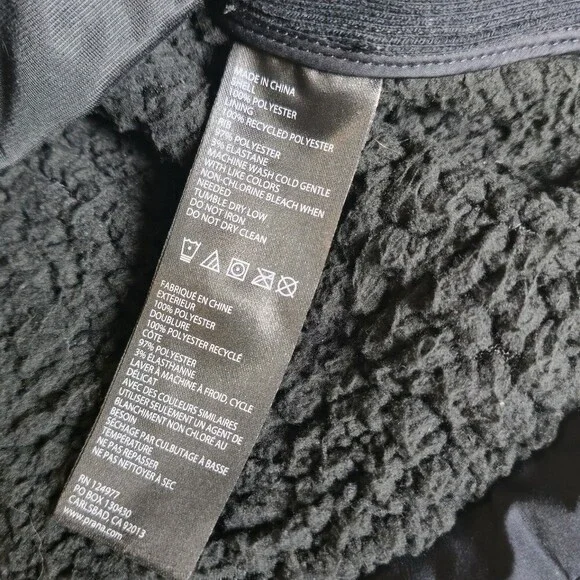 MADE IN CHINA
SHELL
100% POLYESTER
LINING
100% RECYCLED POLYESTER
RIB
97% POLYESTER
3% ELASTANE
MACHINE WASH COLD GENTLE
WITH LIKE COLORS
NON-CHLORINE BLEACH WHEN
NEEDED
TUMBLE DRY LOW
DO NOT IRON
DO NOT DRY CLEAN
FABRIQUÉ EN CHINE
EXTÉRIEUR
100% POLYESTER
DOUBLURE
100% POLYESTER RECYCLÉ
CÔTE
97% POLYESTER
3% ÉLASTHANNE
LAVER À MACHINE À FROID, CYCLE
DÉLICAT
AVEC DES COULEURS SIMILAIRES
UTILISER SEULEMENT UN AGENT DE
BLANCHIMENT NON CHLORÉ AU
BESOIN
SÉCHAGE PAR CULBUTAGE À BASSE
TEMPÉRATURE
NE PAS REPASSER
NE PAS NETTOYER À SEC
RN 124977
PO BOX 130430
CARLSBAD, CA 92013
www.prana.com